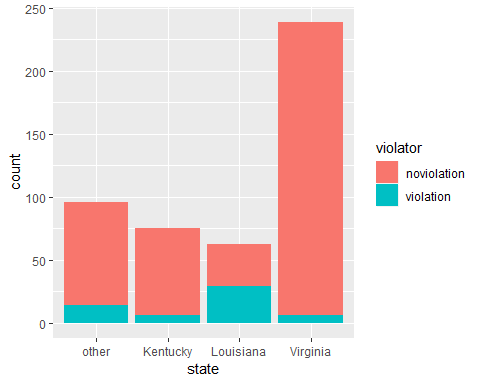 250
200
150
100
50
0
count
other Kentucky Louisiana Virginia
state
violator
noviolation
violation